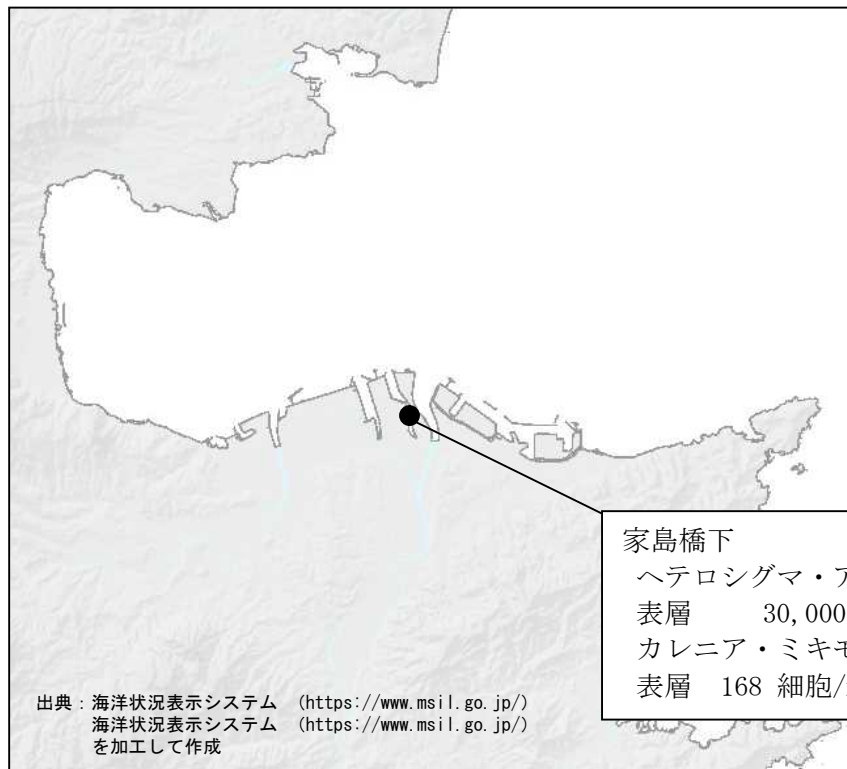 家島橋下
ヘテロシグマ・ア
表層 30,000
カレニア・ミキモ
表層 168 細胞/
出典：海洋状況表示システム (https://www.msil.go.jp/)
海洋状況表示システム (https://www.msil.go.jp/)
を加工して作成